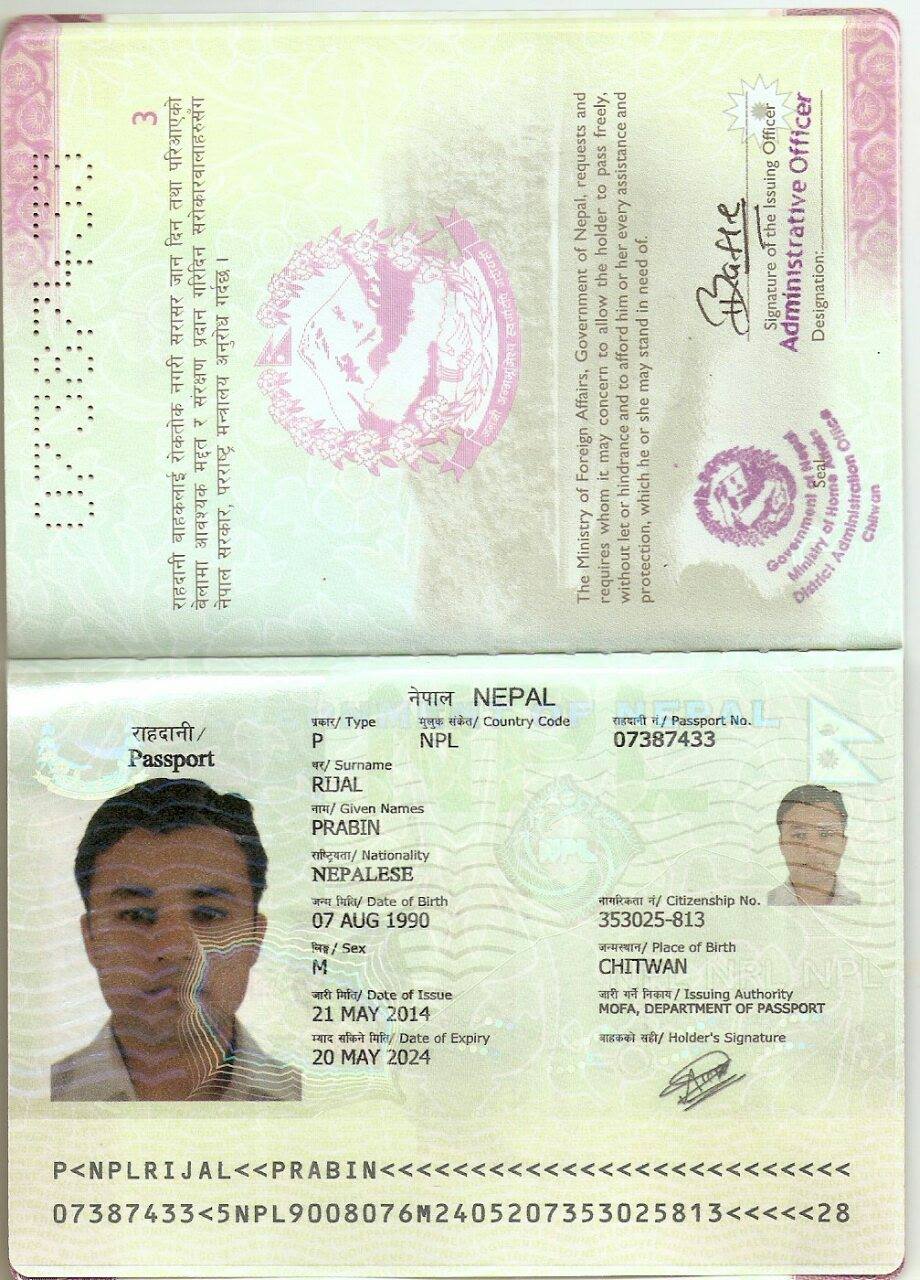 07387433
3
राहदानी बाहकलाई रोकतोक नगरी सरासर जान दिन तथा परिआएको
बेलामा आवश्यक मद्दत र संरक्षण प्रदान गरिदिन सरोकारवालाहरुसँग
नेपाल सरकार, परराष्ट्र मन्त्रालय अनुरोध गर्दछ ।
The Ministry of Foreign Affairs, Government of Nepal, requests and
requires whom it may concern to allow the holder to pass freely,
without let or hindrance and to afford him or her every assistance and
protection, which he or she may stand in need of.
Signature of the Issuing Officer
Administrative Officer
Designation:
Seal
Government of Nepal
Ministry of Home Affairs
District Administration Office
Chitwan
नेपाल NEPAL
राहदानी/
Passport
प्रकार/ Type
मुलुक संकेत/ Country Code
राहदानी नं./ Passport No.
P
NPL
07387433
थर/ Surname
RIJAL
नाम/ Given Names
PRABIN
राष्ट्रियता/ Nationality
NEPALESE
जन्म मिति/ Date of Birth
नागरिकता नं/ Citizenship No.
07 AUG 1990
353025-813
लिङ्ग/ Sex
जन्मस्थान/ Place of Birth
M
CHITWAN
जारी मिति/ Date of Issue
जारी गर्ने निकाय/ Issuing Authority
21 MAY 2014
MOFA, DEPARTMENT OF PASSPORT
म्याद सकिने मिति/ Date of Expiry
वाहकको सही/ Holder's Signature
20 MAY 2024
P<NPLRIJAL<<PRABIN<<<<<<<<<<<<<<<<<<<<<<<<<<
07387433<5NPL9008076M2405207353025813<<<<<28